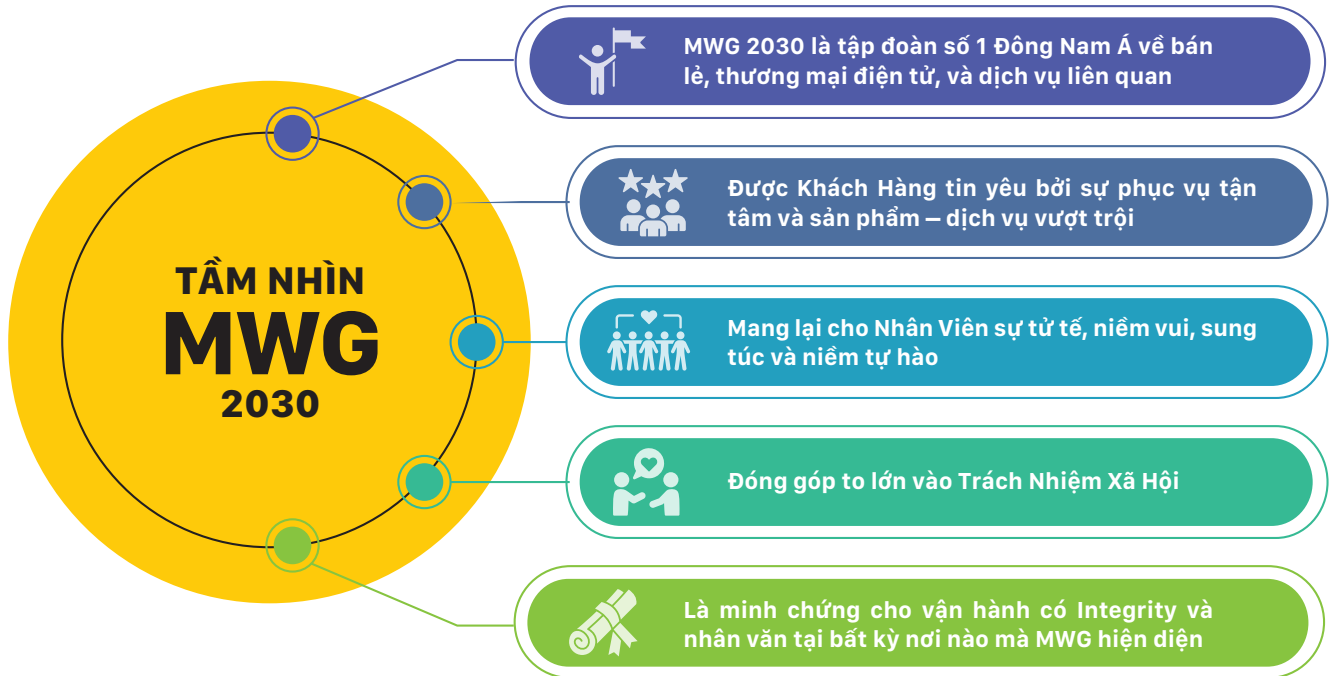 TẦM NHÌN
MWG
2030
MWG 2030 là tập đoàn số 1 Đông Nam Á về bán
lẻ, thương mại điện tử, và dịch vụ liên quan
Được Khách Hàng tin yêu bởi sự phục vụ tận
tâm và sản phẩm – dịch vụ vượt trội
Mang lại cho Nhân Viên sự tử tế, niềm vui, sung
túc và niềm tự hào
Đóng góp to lớn vào Trách Nhiệm Xã Hội
Là minh chứng cho vận hành có Integrity và
nhân văn tại bất kỳ nơi nào mà MWG hiện diện